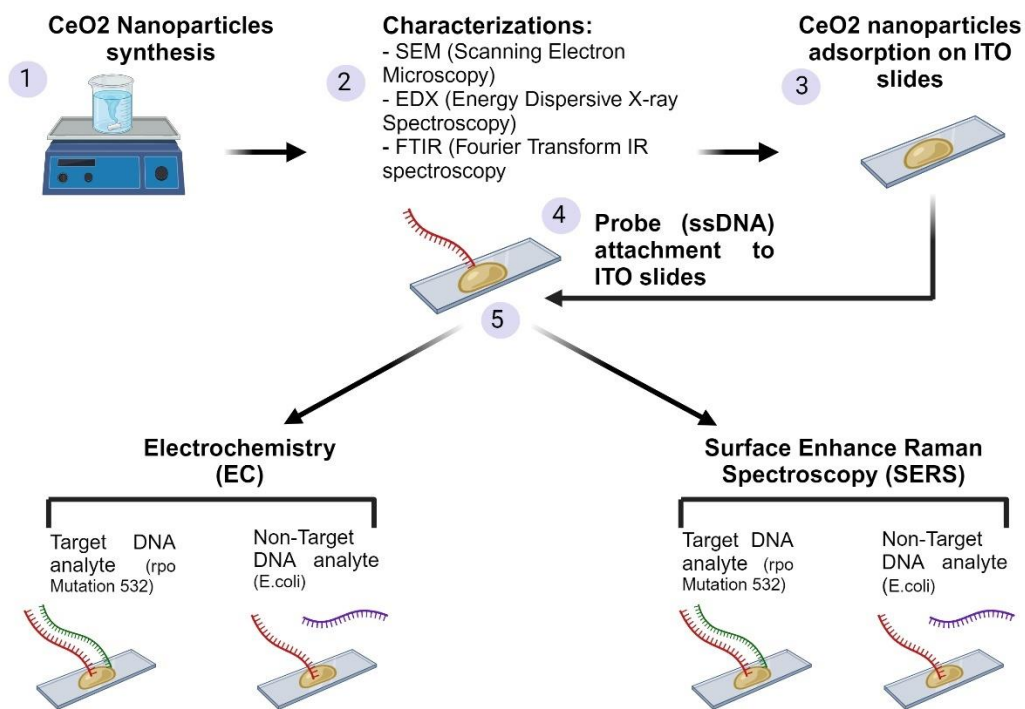 CeO2 Nanoparticles
synthesis
1
Characterizations:
- SEM (Scanning Electron
Microscopy)
- EDX (Energy Dispersive X-ray
Spectroscopy)
- FTIR (Fourier Transform IR
spectroscopy
2
CeO2 nanoparticles
adsorption on ITO
slides
3
4
Probe (ssDNA)
attachment to
ITO slides
5
Electrochemistry
(EC)
Target DNA
analyte (rpo
Mutation 532)
Non-Target
DNA analyte
(E.coli)
Surface Enhance Raman
Spectroscopy (SERS)
Target DNA
analyte (rpo
Mutation 532)
Non-Target
DNA analyte
(E.coli)